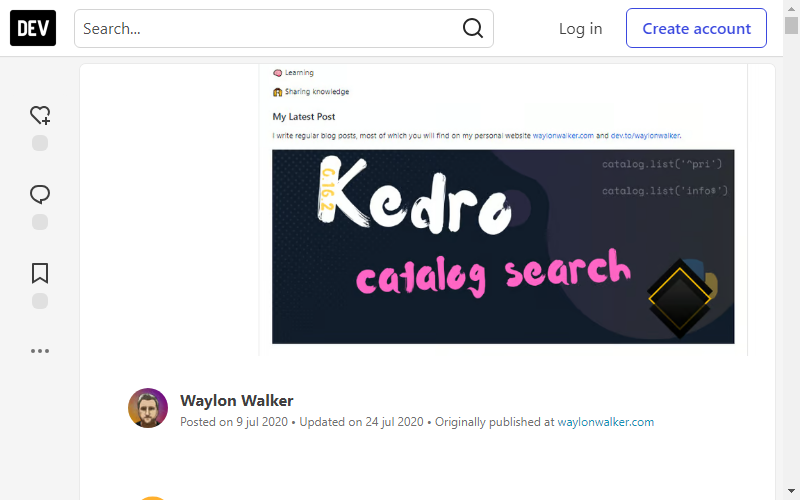 DEV
Search...
Log in
Create account
🧠 Learning
👩‍🏫 Sharing knowledge
My Latest Post
I write regular blog posts, most of which you will find on my personal website waylonwalker.com and dev.to/waylonwalker.
0.16.2
Kedro
catalog.list('^pri')
catalog.list('info$')
catalog search
Waylon Walker
Posted on 9 jul 2020 • Updated on 24 jul 2020 • Originally published at waylonwalker.com